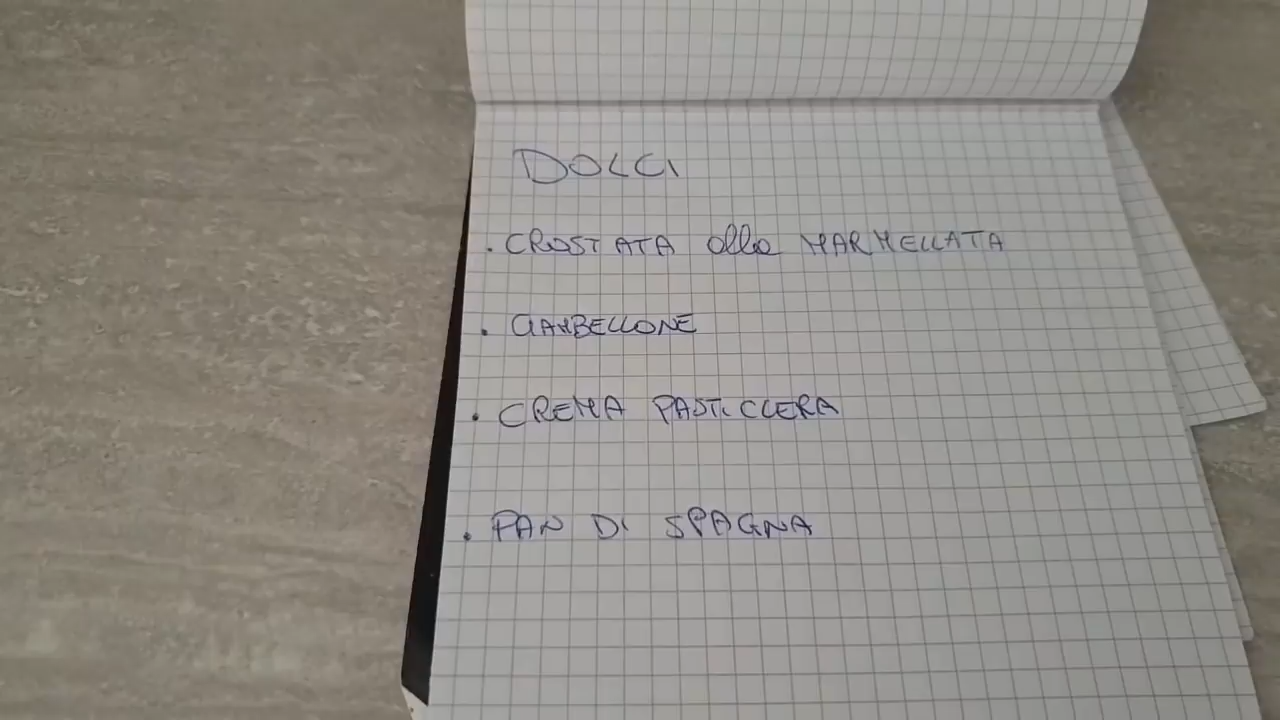 DOLCI
. CROSTATA alla MARMELLATA
. CIAMBELLONE
. CREMA PASTICCERA
. PAN DI SPAGNA